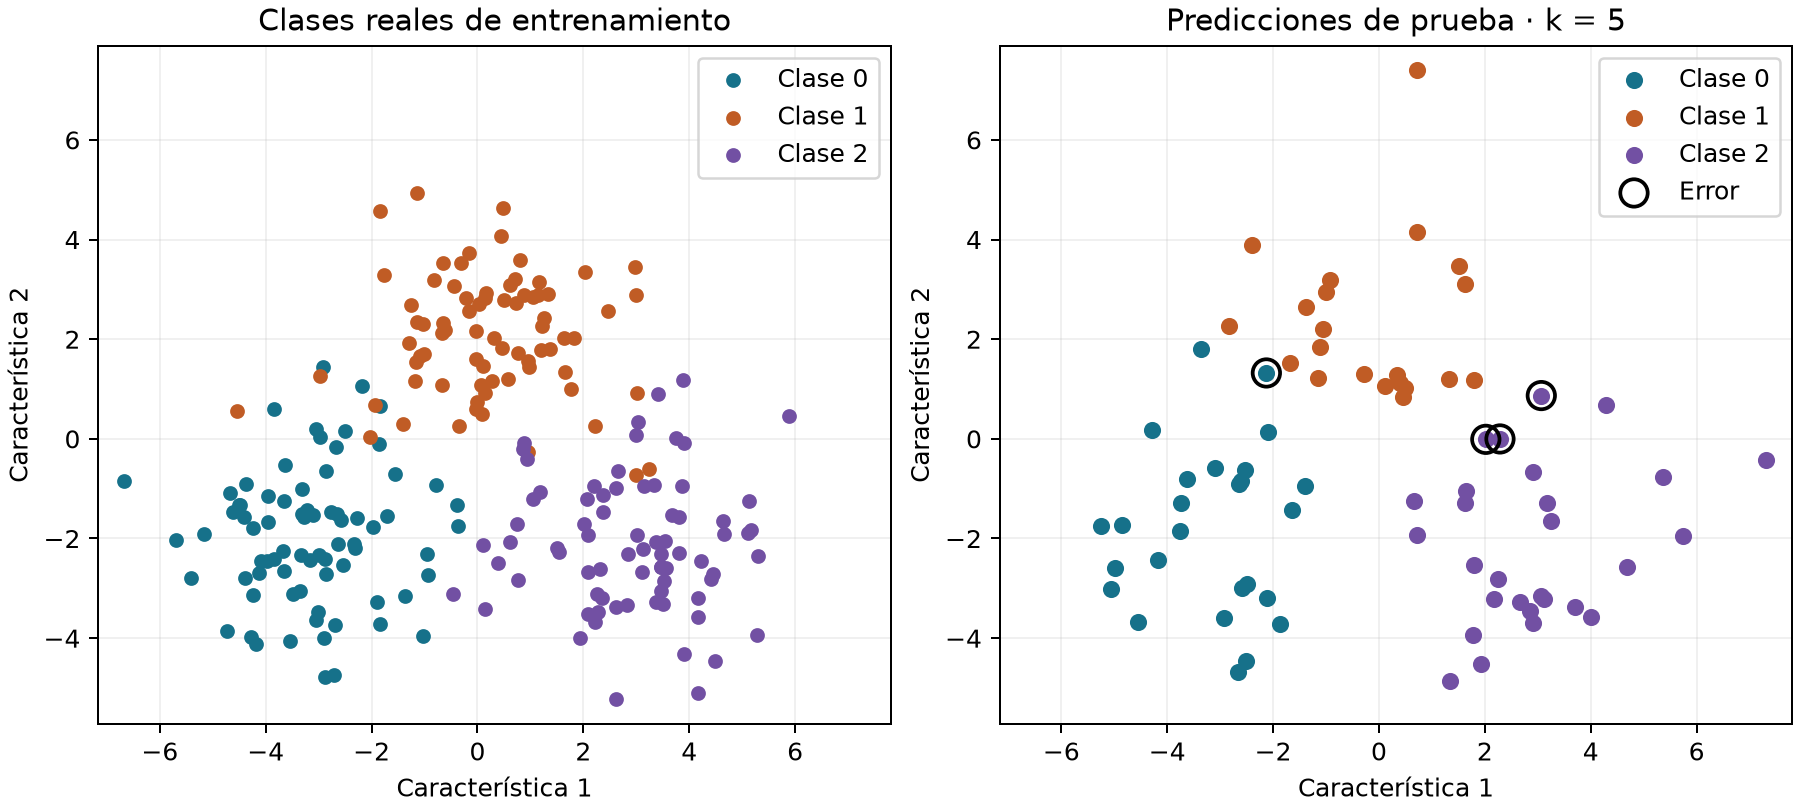 Clases reales de entrenamiento
Clase 0
Clase 1
Clase 2
6
4
2
0
−2
−4
−6
−4
−2
0
2
4
6
Característica 1
Característica 2
Predicciones de prueba · k = 5
Clase 0
Clase 1
Clase 2
Error
6
4
2
0
−2
−4
−6
−4
−2
0
2
4
6
Característica 1
Característica 2